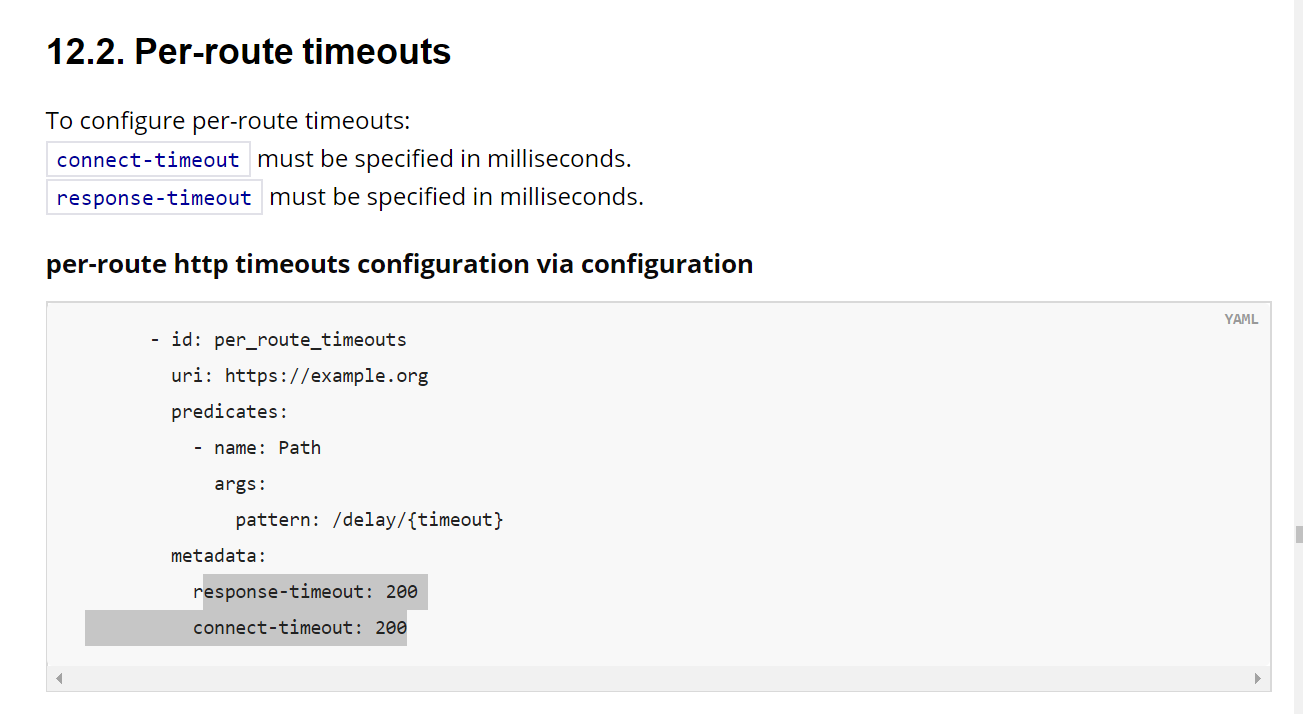 12.2. Per-route timeouts
To configure per-route timeouts:
connect-timeout must be specified in milliseconds.
response-timeout must be specified in milliseconds.
per-route http timeouts configuration via configuration
YAML
- id: per_route_timeouts
uri: https://example.org
predicates:
- name: Path
args:
pattern: /delay/{timeout}
metadata:
response-timeout: 200
connect-timeout: 200